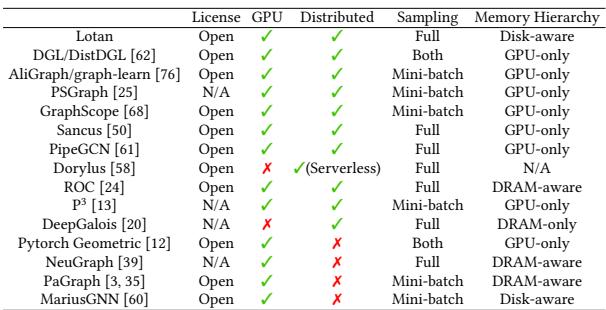 License GPU Distributed Sampling Memory Hierarchy
Lotan Open ✓ ✓ Full Disk-aware
DGL/DistDGL [62] Open ✓ ✓ Both GPU-only
AliGraph/graph-learn [76] Open ✓ ✓ Mini-batch GPU-only
PSGraph [25] N/A ✓ ✓ Mini-batch GPU-only
GraphScope [68] Open ✓ ✓ Mini-batch GPU-only
Sancus [50] Open ✓ ✓ Full GPU-only
PipeGCN [61] Open ✓ ✓ Full GPU-only
Dorylus [58] Open ✗ ✓(Serverless) Full N/A
ROC [24] Open ✓ ✓ Full DRAM-aware
P³ [13] N/A ✓ ✓ Mini-batch GPU-only
DeepGalois [20] N/A ✗ ✓ Full DRAM-only
Pytorch Geometric [12] Open ✓ ✗ Both GPU-only
NeuGraph [39] N/A ✓ ✗ Full DRAM-aware
PaGraph [3, 35] Open ✓ ✗ Mini-batch DRAM-aware
MariusGNN [60] Open ✓ ✗ Mini-batch Disk-aware